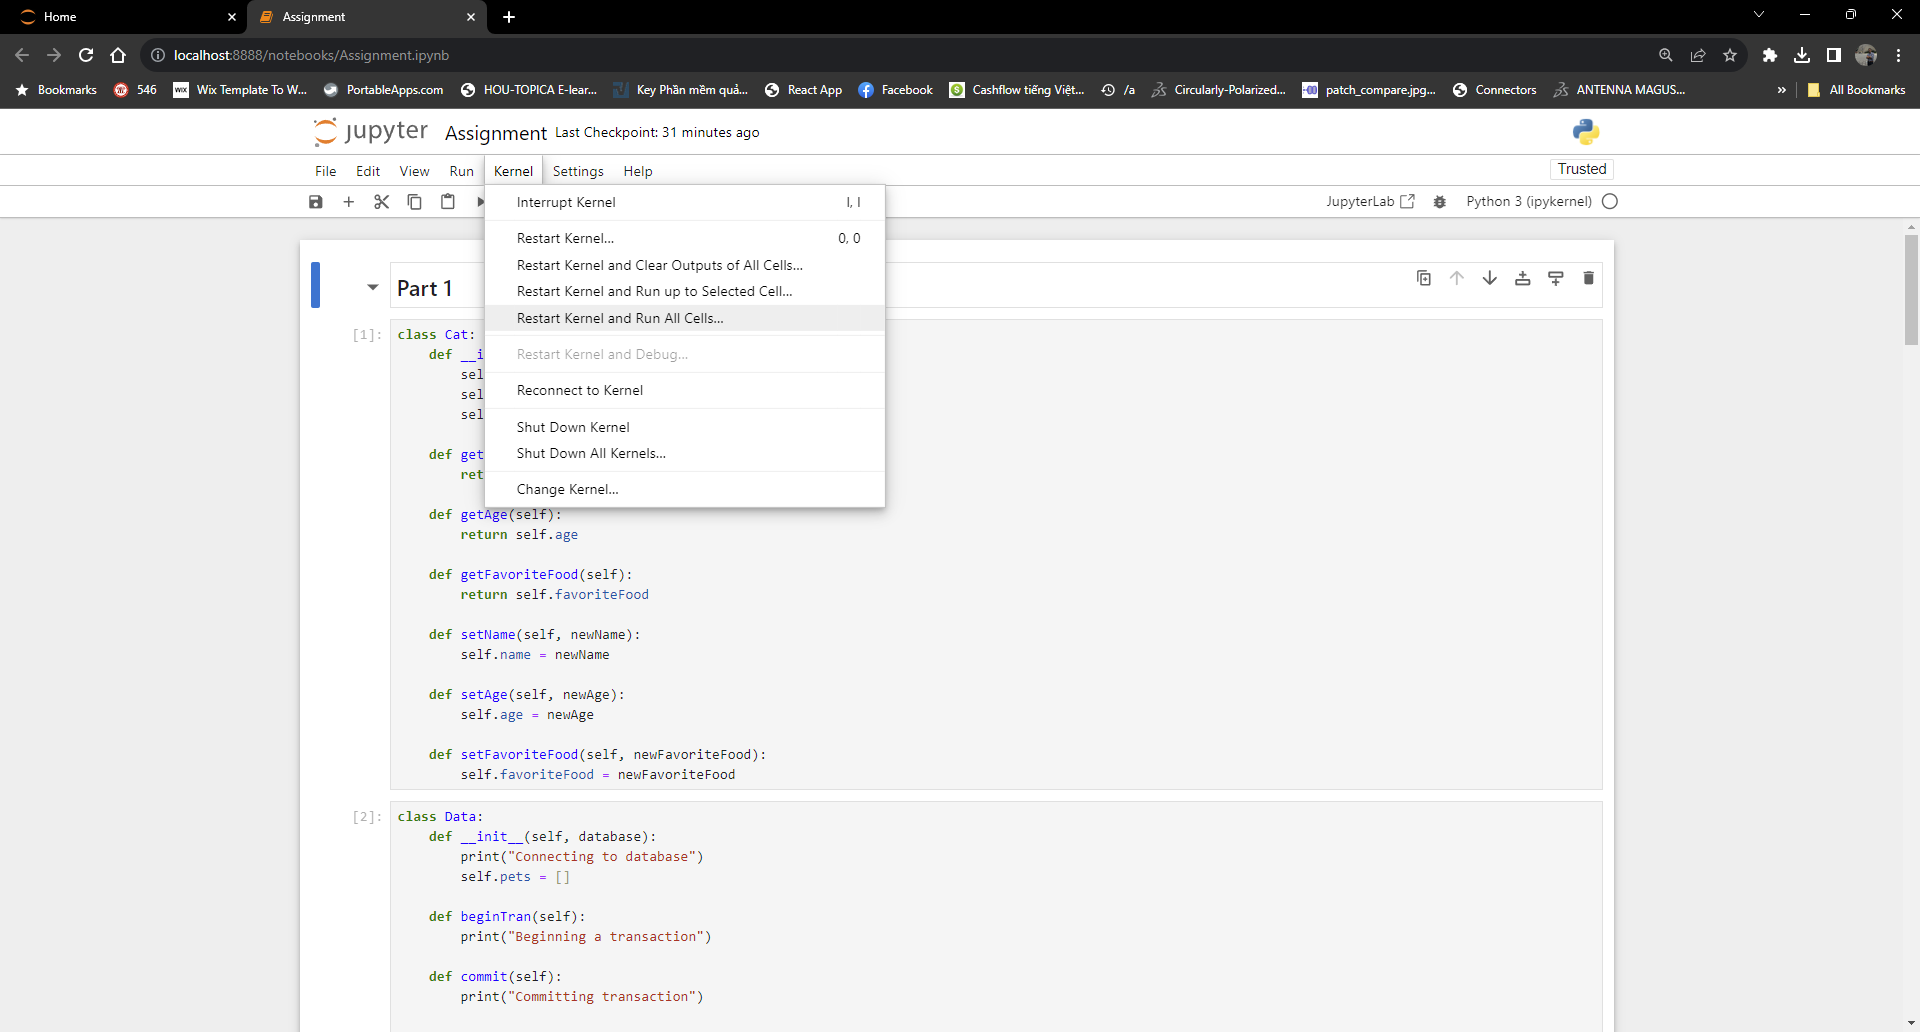 Home
Assignment
localhost:8888/notebooks/Assignment.ipynb
Bookmarks 546 Wix Template To W... PortableApps.com HOU-TOPICA E-lear... Key Phần mềm quả... React App Facebook Cashflow tiếng Việt... /a Circularly-Polarized... patch_compare.jpg... Connectors ANTENNA MAGUS... » All Bookmarks
jupyter Assignment Last Checkpoint: 31 minutes ago
File Edit View Run Kernel Settings Help Trusted
JupyterLab Python 3 (ipykernel)
Interrupt Kernel I, I
Restart Kernel... 0, 0
Restart Kernel and Clear Outputs of All Cells...
Restart Kernel and Run up to Selected Cell...
Restart Kernel and Run All Cells...
Restart Kernel and Debug...
Reconnect to Kernel
Shut Down Kernel
Shut Down All Kernels...
Change Kernel...
Part 1
[1]: class Cat:
def __i
sel
sel
sel
def get
ret
def getAge(self):
return self.age
def getFavoriteFood(self):
return self.favoriteFood
def setName(self, newName):
self.name = newName
def setAge(self, newAge):
self.age = newAge
def setFavoriteFood(self, newFavoriteFood):
self.favoriteFood = newFavoriteFood
[2]: class Data:
def __init__(self, database):
print("Connecting to database")
self.pets = []
def beginTran(self):
print("Beginning a transaction")
def commit(self):
print("Committing transaction")